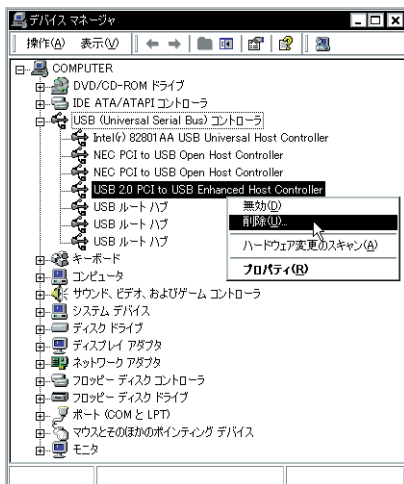 デバイス マネージャ
操作(A) 表示(V)
COMPUTER
DVD/CD-ROM ドライブ
IDE ATA/ATAPI コントローラ
USB (Universal Serial Bus) コントローラ
Intel(r) 82801AA USB Universal Host Controller
NEC PCI to USB Open Host Controller
NEC PCI to USB Open Host Controller
USB 2.0 PCI to USB Enhanced Host Controller
USB ルート ハブ
無効(D)
USB ルート ハブ
削除(U)...
USB ルート ハブ
ハードウェア変更のスキャン(A)
キーボード
プロパティ(R)
コンピュータ
サウンド、ビデオ、およびゲーム コントローラ
システム デバイス
ディスク ドライブ
ディスプレイ アダプタ
ネットワーク アダプタ
フロッピー ディスク コントローラ
フロッピー ディスク ドライブ
ポート (COM と LPT)
マウスとそのほかのポインティング デバイス
モニタ